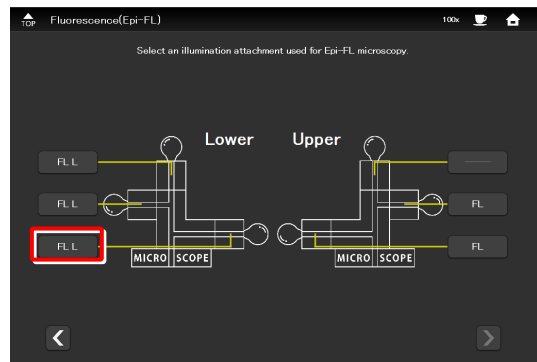 TOP Fluorescence(Epi-FL) 100x
Select an illumination attachment used for Epi-FL microscopy.
Lower Upper
FL L
FL L FL
FL L FL
MICRO SCOPE MICRO SCOPE